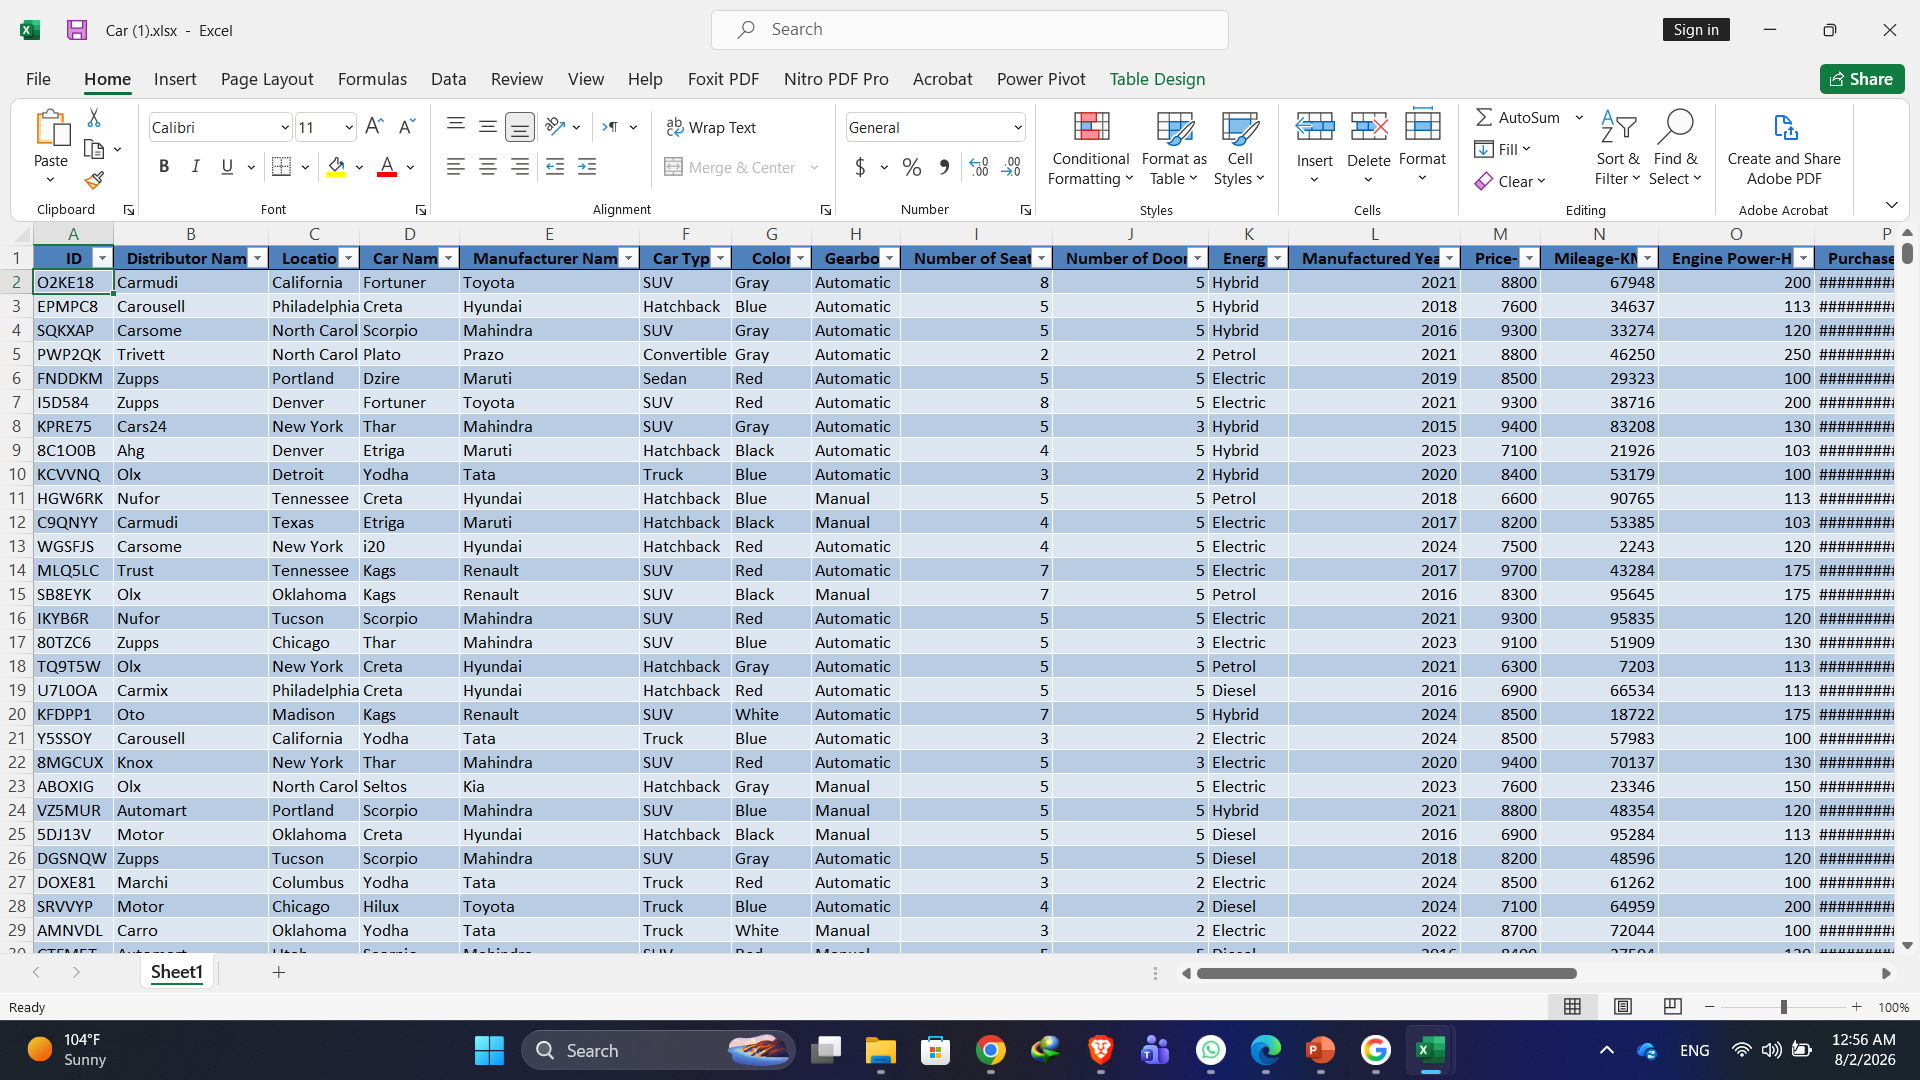 Car (1).xlsx - Excel
Search
Sign in
File Home Insert Page Layout Formulas Data Review View Help Foxit PDF Nitro PDF Pro Acrobat Power Pivot Table Design
Share
Paste
Calibri 11
B I U
Wrap Text
Merge & Center
General
$ % 9
Conditional Formatting
Format as Table
Cell Styles
Insert Delete Format
AutoSum
Fill
Clear
Sort & Filter
Find & Select
Create and Share Adobe PDF
Clipboard Font Alignment Number Styles Cells Editing Adobe Acrobat
A B C D E F G H I J K L M N O P
1 ID Distributor Nam Locatio Car Nam Manufacturer Nam Car Typ Color Gearbo Number of Seat Number of Door Energ Manufactured Yea Price- Mileage-KM Engine Power-H Purchase
2 O2KE18 Carmudi California Fortuner Toyota SUV Gray Automatic 8 5 Hybrid 2021 8800 67948 200 #########
3 EPMPC8 Carousell Philadelphia Creta Hyundai Hatchback Blue Automatic 5 5 Hybrid 2018 7600 34637 113 #########
4 SQKXAP Carsome North Carol Scorpio Mahindra SUV Gray Automatic 5 5 Hybrid 2016 9300 33274 120 #########
5 PWP2QK Trivett North Carol Plato Prazo Convertible Gray Automatic 2 2 Petrol 2021 8800 46250 250 #########
6 FNDDKM Zupps Portland Dzire Maruti Sedan Red Automatic 5 5 Electric 2019 8500 29323 100 #########
7 I5D584 Zupps Denver Fortuner Toyota SUV Red Automatic 8 5 Electric 2021 9300 38716 200 #########
8 KPRE75 Cars24 New York Thar Mahindra SUV Gray Automatic 5 3 Hybrid 2015 9400 83208 130 #########
9 8C1O0B Ahg Denver Etriga Maruti Hatchback Black Automatic 4 5 Hybrid 2023 7100 21926 103 #########
10 KCVVNQ Olx Detroit Yodha Tata Truck Blue Automatic 3 2 Hybrid 2020 8400 53179 100 #########
11 HGW6RK Nufor Tennessee Creta Hyundai Hatchback Blue Manual 5 5 Petrol 2018 6600 90765 113 #########
12 C9QNYY Carmudi Texas Etriga Maruti Hatchback Black Manual 4 5 Electric 2017 8200 53385 103 #########
13 WGSFJS Carsome New York i20 Hyundai Hatchback Red Automatic 4 5 Electric 2024 7500 2243 120 #########
14 MLQ5LC Trust Tennessee Kags Renault SUV Red Automatic 7 5 Electric 2017 9700 43284 175 #########
15 SB8EYK Olx Oklahoma Kags Renault SUV Black Manual 7 5 Petrol 2016 8300 95645 175 #########
16 IKYB6R Nufor Tucson Scorpio Mahindra SUV Red Automatic 5 5 Electric 2021 9300 95835 120 #########
17 80TZC6 Zupps Chicago Thar Mahindra SUV Blue Automatic 5 3 Electric 2023 9100 51909 130 #########
18 TQ9T5W Olx New York Creta Hyundai Hatchback Gray Automatic 5 5 Petrol 2021 6300 7203 113 #########
19 U7L0OA Carmix Philadelphia Creta Hyundai Hatchback Red Automatic 5 5 Diesel 2016 6900 66534 113 #########
20 KFDPP1 Oto Madison Kags Renault SUV White Automatic 7 5 Hybrid 2024 8500 18722 175 #########
21 Y5SSOY Carousell California Yodha Tata Truck Blue Automatic 3 2 Electric 2024 8500 57983 100 #########
22 8MGCUX Knox New York Thar Mahindra SUV Red Automatic 5 3 Electric 2020 9400 70137 130 #########
23 ABOXIG Olx North Carol Seltos Kia Hatchback Gray Manual 5 5 Electric 2023 7600 23346 150 #########
24 VZ5MUR Automart Portland Scorpio Mahindra SUV Blue Manual 5 5 Hybrid 2021 8800 48354 120 #########
25 5DJ13V Motor Oklahoma Creta Hyundai Hatchback Black Manual 5 5 Diesel 2016 6900 95284 113 #########
26 DGSNQW Zupps Tucson Scorpio Mahindra SUV Gray Automatic 5 5 Diesel 2018 8200 48596 120 #########
27 DOXE81 Marchi Columbus Yodha Tata Truck Red Automatic 3 2 Electric 2024 8500 61262 100 #########
28 SRVVYP Motor Chicago Hilux Toyota Truck Blue Automatic 4 2 Diesel 2024 7100 64959 200 #########
29 AMNVDL Carro Oklahoma Yodha Tata Truck White Manual 3 2 Electric 2022 8700 72044 100 #########
Sheet1
Ready
100%
104°F
Sunny
Search
ENG
12:56 AM
8/2/2026